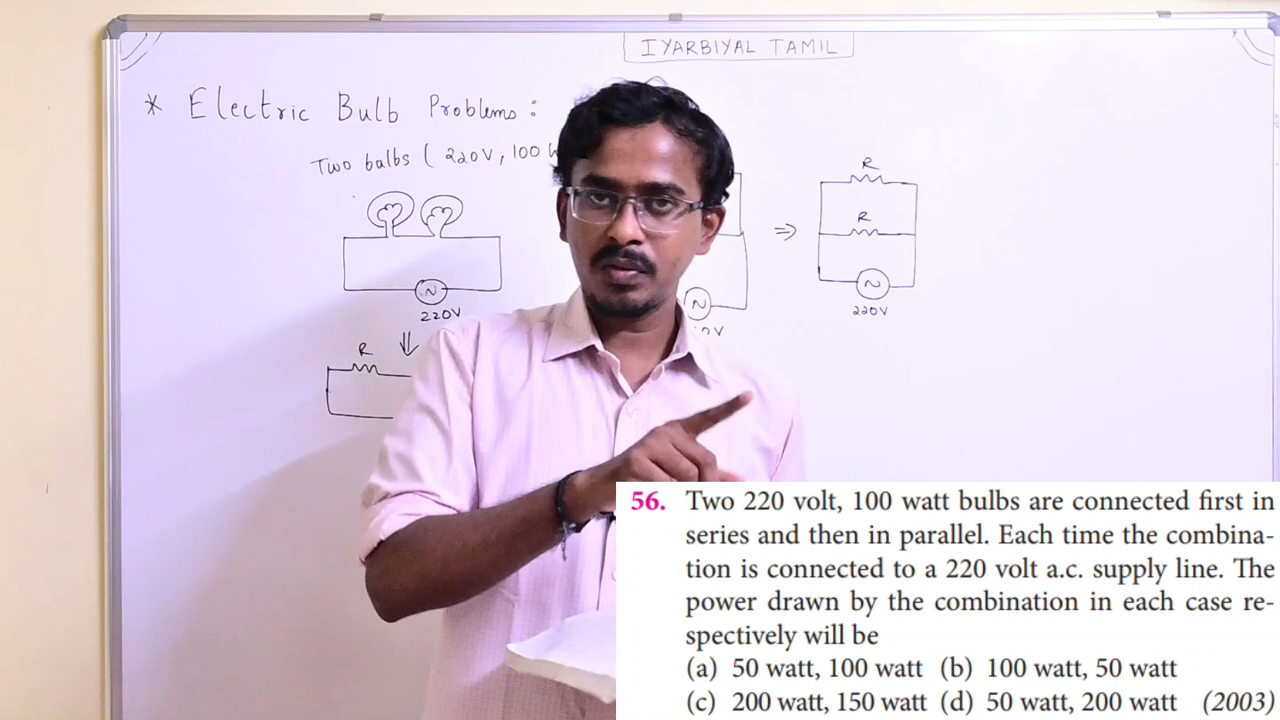 IYARBIYAL TAMIL
* Electric Bulb Problems:
Two balbs ( 220V, 100
220V
R
R
R
220V
56. Two 220 volt, 100 watt bulbs are connected first in
series and then in parallel. Each time the combina-
tion is connected to a 220 volt a.c. supply line. The
power drawn by the combination in each case re-
spectively will be
(a) 50 watt, 100 watt (b) 100 watt, 50 watt
(c) 200 watt, 150 watt (d) 50 watt, 200 watt (2003)